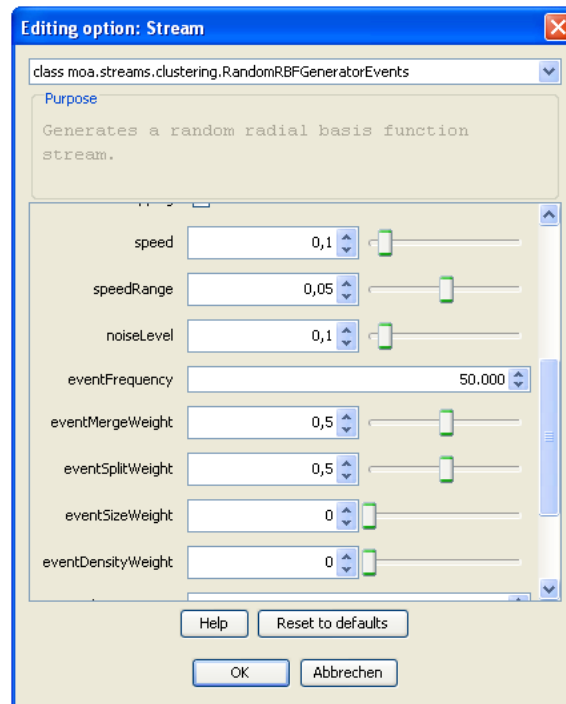 Editing option: Stream
class moa.streams.clustering.RandomRBFGeneratorEvents
Purpose
Generates a random radial basis function
stream.
speed 0,1
speedRange 0,05
noiseLevel 0,1
eventFrequency 50.000
eventMergeWeight 0,5
eventSplitWeight 0,5
eventSizeWeight 0
eventDensityWeight 0
Help Reset to defaults
OK Abbrechen